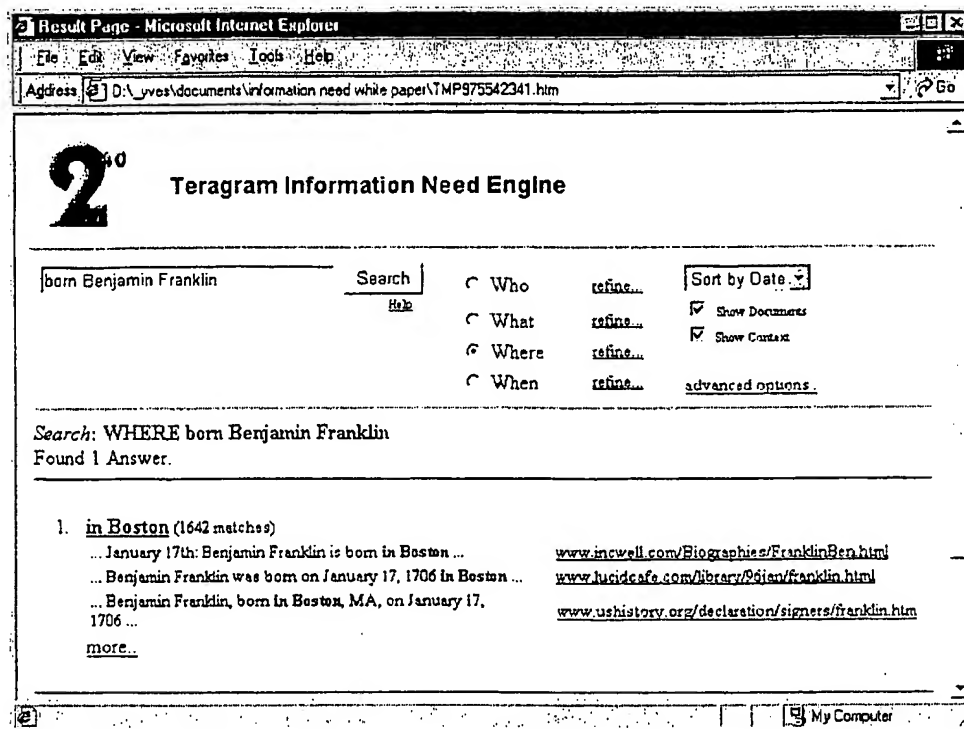 Result Page - Microsoft Internet Explorer
File Edit View Favorites Tools Help
Address D:\_yves\documents\information need white paper\TMP975542341.htm Go
2
Teragram Information Need Engine
born Benjamin Franklin Search Who refine... Sort by Date
Help Show Documents
What refine...
Show Context
Where refine...
When refine... advanced options .
Search: WHERE born Benjamin Franklin
Found 1 Answer.
1. in Boston (1642 matches)
... January 17th: Benjamin Franklin is born in Boston ... www.incwell.com/Biographies/FranklinBen.html
... Benjamin Franklin was born on January 17, 1706 in Boston ... www.lucidcafe.com/library/96jan/franklin.html
... Benjamin Franklin, born in Boston, MA, on January 17,
1706 ... www.ushistory.org/declaration/signers/franklin.htm
more..
My Computer